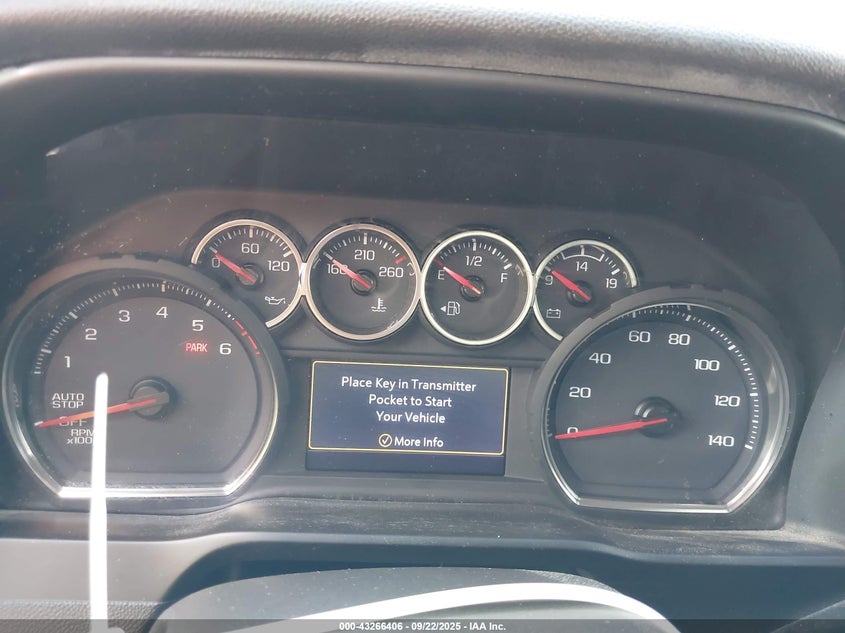 0 60 120
160 210 260
E 1/2 F
9 14 19
1 2 3 4 5 6
PARK
AUTO
STOP
OFF
RPM
Place Key in Transmitter
Pocket to Start
Your Vehicle
More Info
0 20 40 60 80 100 120 140
000-43266406 - 09/22/2025 - IAA Inc.